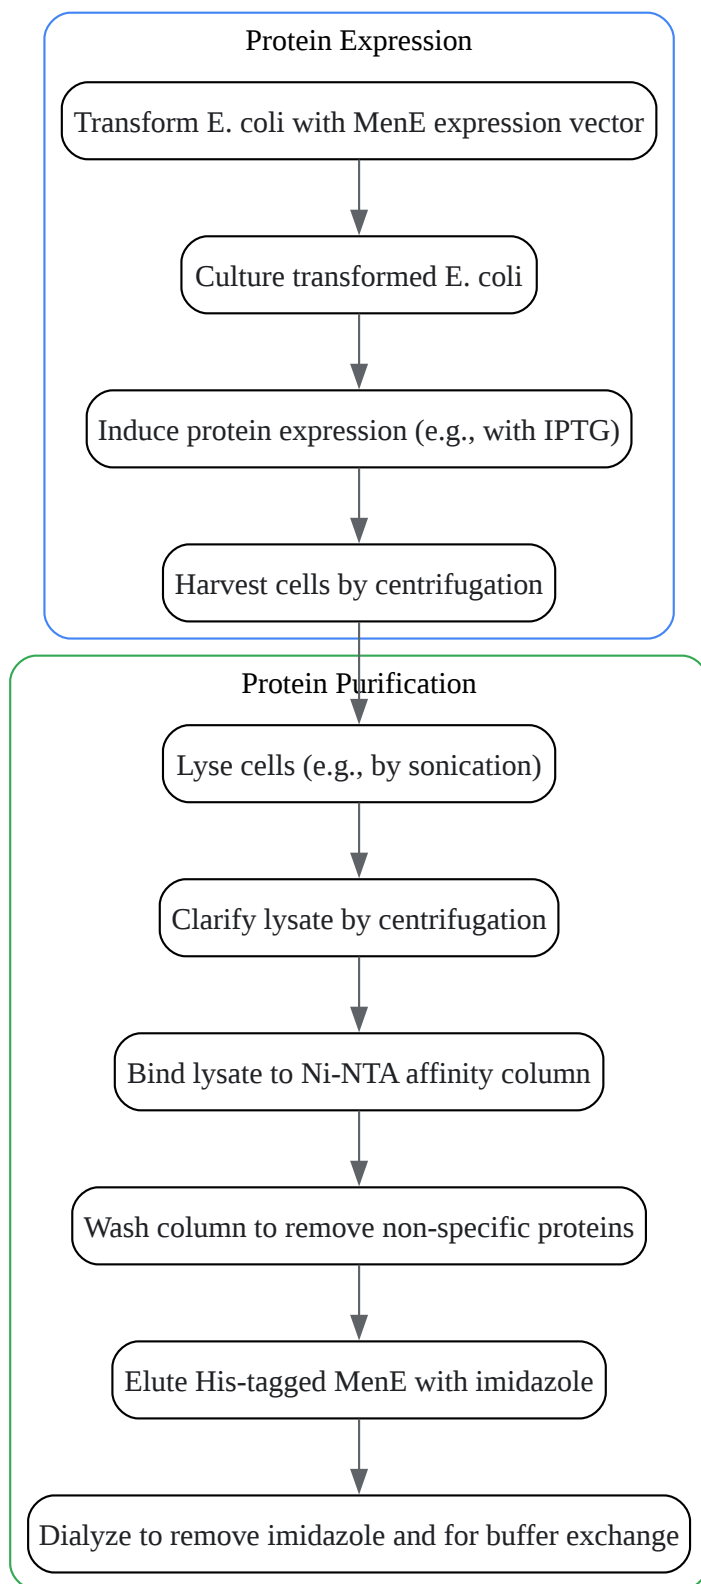 Protein Expression
Transform E. coli with MenE expression vector
Culture transformed E. coli
Induce protein expression (e.g., with IPTG)
Harvest cells by centrifugation
Protein Purification
Lyse cells (e.g., by sonication)
Clarify lysate by centrifugation
Bind lysate to Ni-NTA affinity column
Wash column to remove non-specific proteins
Elute His-tagged MenE with imidazole
Dialyze to remove imidazole and for buffer exchange